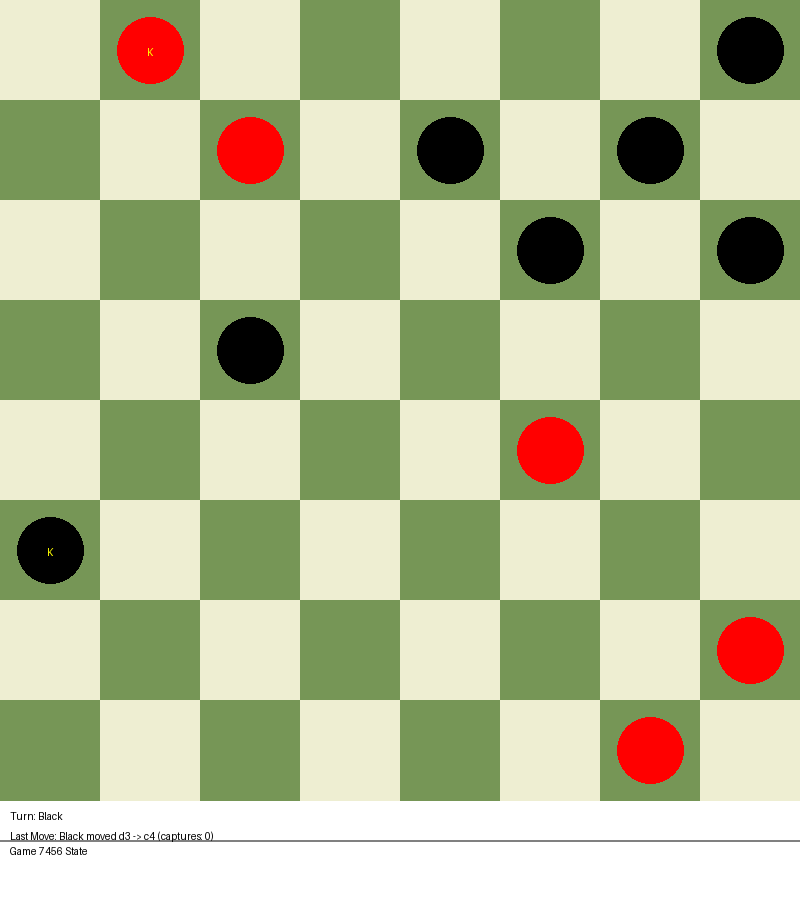 K
K
Turn: Black
Last Move: Black moved d3 -> c4 (captures: 0)
Game 7456 State